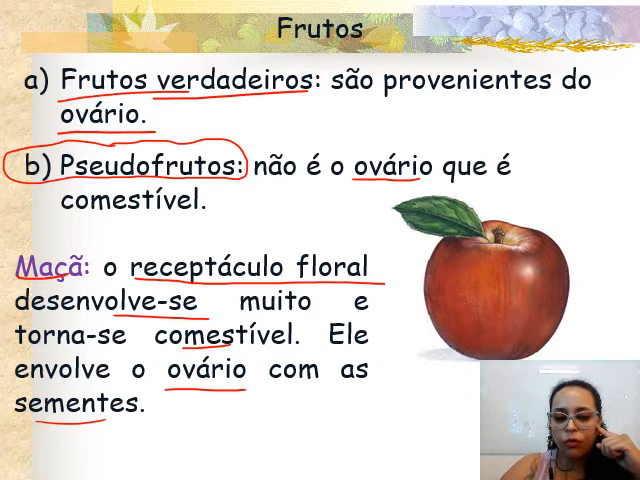 Frutos
a) Frutos verdadeiros: são provenientes do
ovário.
b) Pseudofrutos: não é o ovário que é
comestível.
Maçã: o receptáculo floral
desenvolve-se muito e
torna-se comestível. Ele
envolve o ovário com as
sementes.